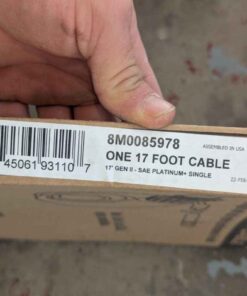 8M0085978
ASSEMBLED IN USA
ONE 17 FOOT CABLE
17' GEN II - SAE PLATINUM+ SINGLE
45061 93110 7